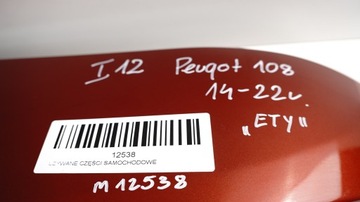 I12 Peugot 108
14-22r.
„ETY”
12538
UŻYWANE CZĘŚCI SAMOCHODOWE
M12538